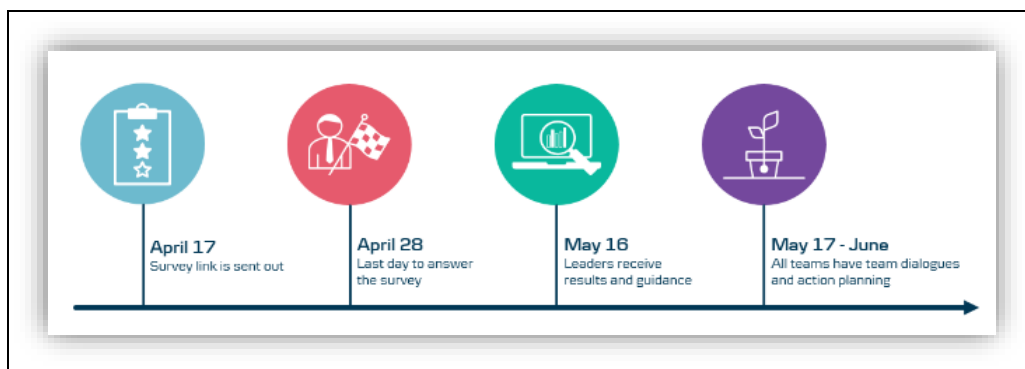 April 17
Survey link is sent out
April 28
Last day to answer
the survey
May 16
Leaders receive
results and guidance
May 17 - June
All teams have team dialogues
and action planning